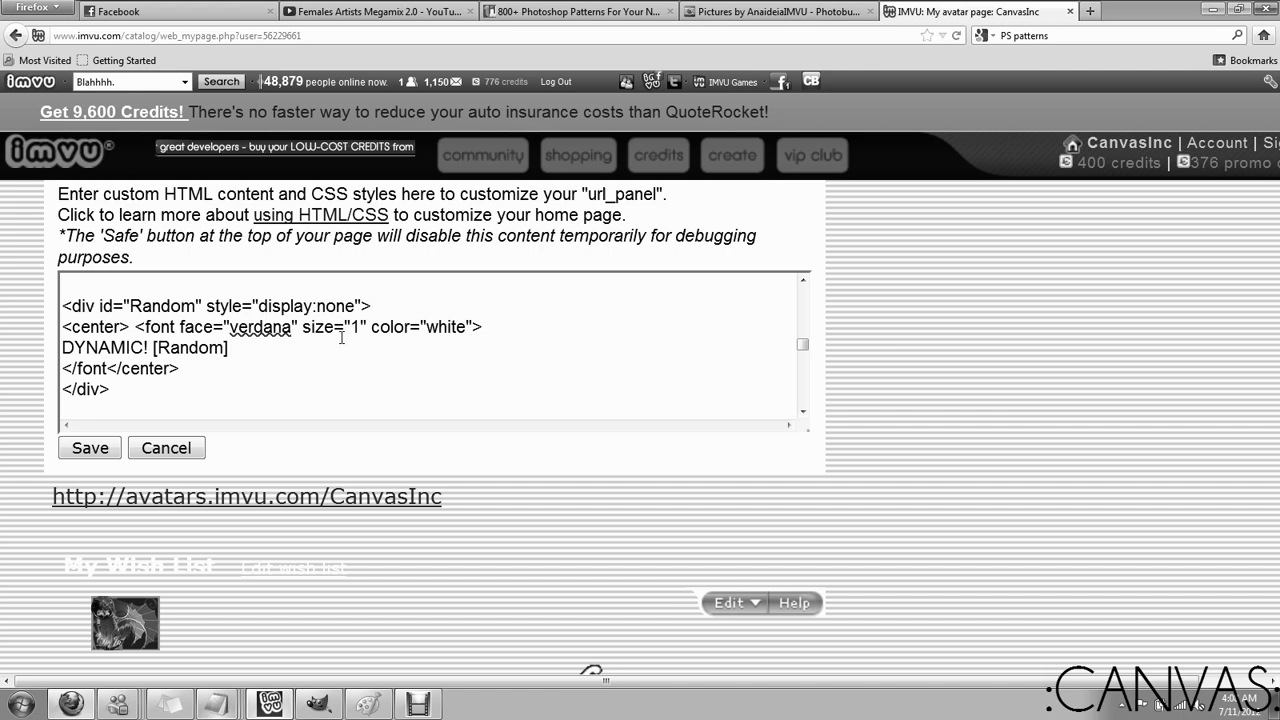 Firefox
Facebook
Females Artists Megamix 2.0 - YouTu...
800+ Photoshop Patterns For Your N...
Pictures by AnaideiaIMVU - Photobu...
IMVU: My avatar page: CanvasInc
www.imvu.com/catalog/web_mypage.php?user=56229661
PS patterns
Most Visited Getting Started Bookmarks
imvu Blahhhh. Search 48,879 people online now. 1 1,150 776 credits Log Out IMVU Games CB
Get 9,600 Credits! There's no faster way to reduce your auto insurance costs than QuoteRocket!
imvu great developers - buy your LOW-COST CREDITS from community shopping credits create vip club CanvasInc | Account | Sign
400 credits | 376 promo
Enter custom HTML content and CSS styles here to customize your "url_panel".
Click to learn more about using HTML/CSS to customize your home page.
*The 'Safe' button at the top of your page will disable this content temporarily for debugging
purposes.
<div id="Random" style="display:none">
<center> <font face="verdana" size="1" color="white">
DYNAMIC! [Random]
</font</center>
</div>
Save Cancel
http://avatars.imvu.com/CanvasInc
My Wish List Edit wish list
Edit Help
:CANVAS:
7/11/2012